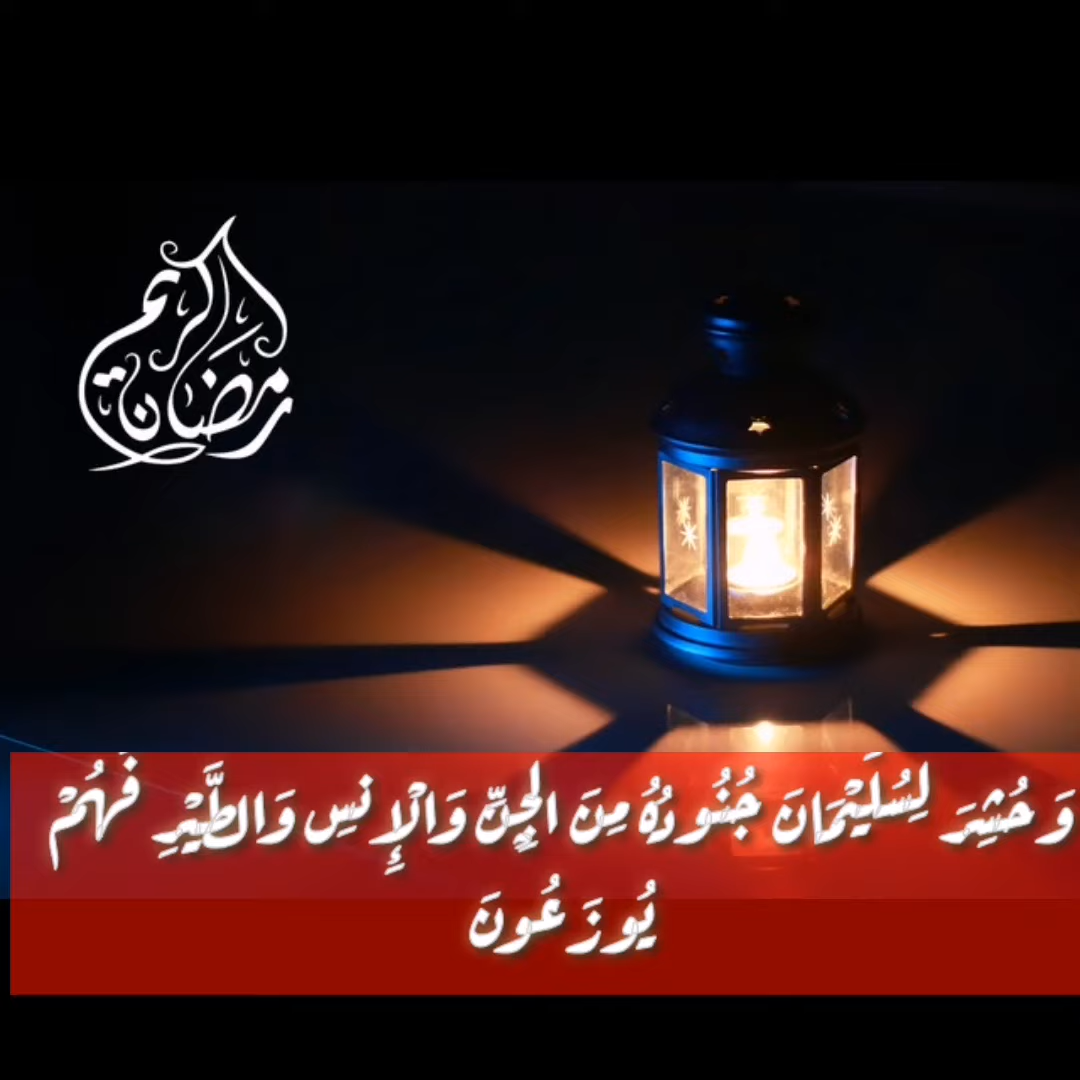 رمضان
كريم
وَحُشِرَ لِسُلَيْمَانَ جُنُودُهُ مِنَ الْجِنِّ وَالْإِنسِ وَالطَّيْرِ فَهُمْ
يُوزَعُونَ